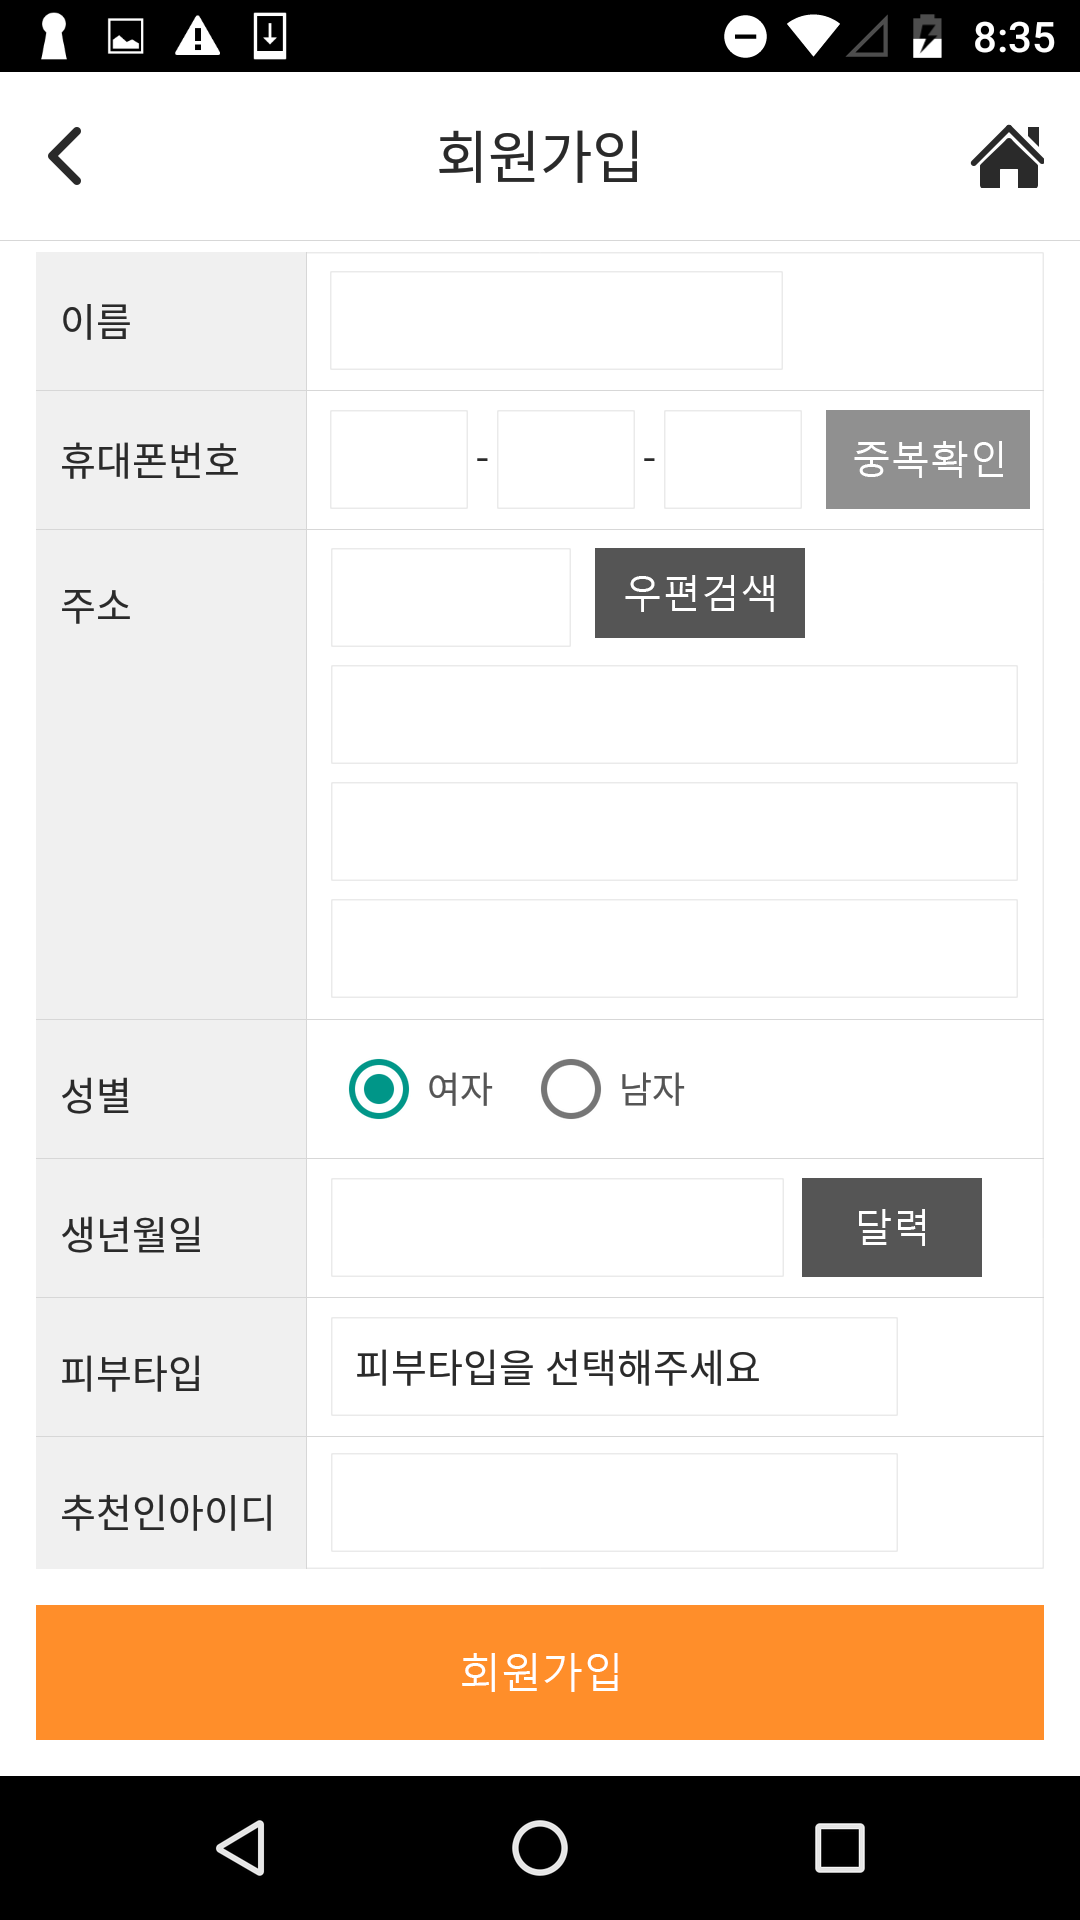 8:35
회원가입
이름
휴대폰번호 - - 중복확인
주소 우편검색
성별 여자 남자
생년월일 달력
피부타입 피부타입을 선택해주세요
추천인아이디
회원가입